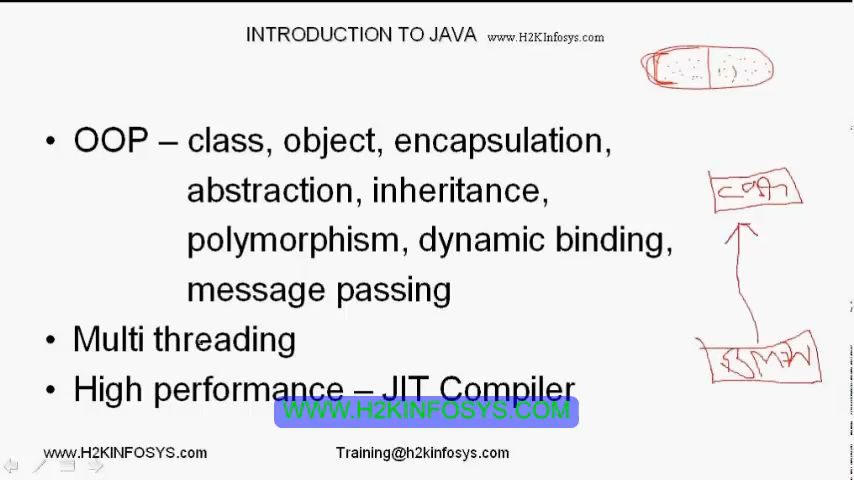 INTRODUCTION TO JAVA www.H2KInfosys.com
• OOP – class, object, encapsulation,
abstraction, inheritance,
polymorphism, dynamic binding,
message passing
• Multi threading
• High performance – JIT Compiler
WWW.H2KINFOSYS.COM
www.H2KINFOSYS.com Training@h2kinfosys.com